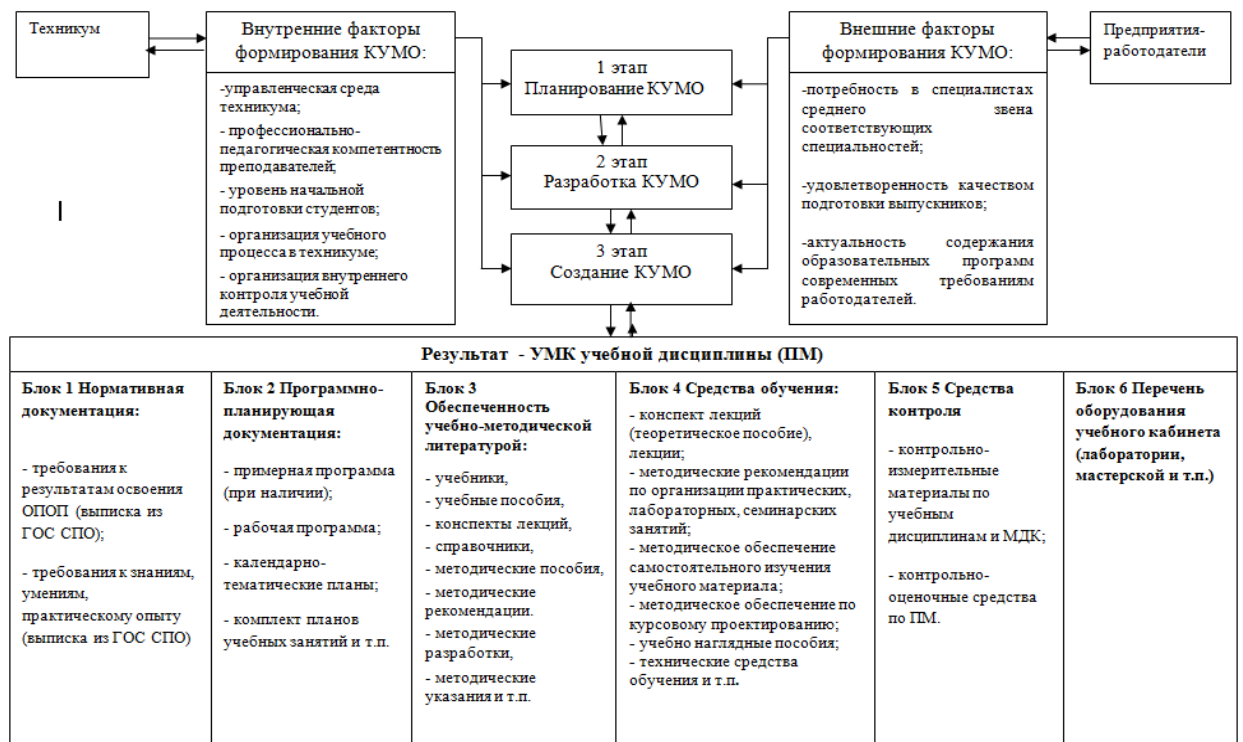 Техникум
Внутренние факторы
формирования КУМО:
-управленческая среда
техникума;
- профессионально-
педагогическая компетентность
преподавателей;
- уровень начальной
подготовки студентов;
- организация учебного
процесса в техникуме;
- организация внутреннего
контроля учебной
деятельности.
1 этап
Планирование КУМО
2 этап
Разработка КУМО
3 этап
Создание КУМО
Внешние факторы
формирования КУМО:
-потребность в специалистах
среднего звена
соответствующих
специальностей;
-удовлетворенность качеством
подготовки выпускников;
-актуальность содержания
образовательных программ
современных требованиям
работодателей.
Предприятия-
работодатели
Результат - УМК учебной дисциплины (ПМ)
Блок 1 Нормативная
документация:
- требования к
результатам освоения
ОПОП (выписка из
ГОС СПО);
- требования к знаниям,
умениям,
практическому опыту
(выписка из ГОС СПО)
Блок 2 Программно-
планирующая
документация:
- примерная программа
(при наличии);
- рабочая программа;
- календарно-
тематические планы;
- комплект планов
учебных занятий и т.п.
Блок 3
Обеспеченность
учебно-методической
литературой:
- учебники,
- учебные пособия,
- конспекты лекций,
- справочники,
- методические пособия,
- методические
рекомендации.
- методические
разработки,
- методические
указания и т.п.
Блок 4 Средства обучения:
- конспект лекций
(теоретическое пособие),
лекции;
- методические рекомендации
по организации практических,
лабораторных, семинарских
занятий;
- методическое обеспечение
самостоятельного изучения
учебного материала;
- методическое обеспечение по
курсовому проектированию;
- учебно наглядные пособия;
- технические средства
обучения и т.п.
Блок 5 Средства
контроля
- контрольно-
измерительные
материалы по
учебным
дисциплинам и МДК;
- контрольно-
оценочные средства
по ПМ.
Блок 6 Перечень
оборудования
учебного кабинета
(лаборатории,
мастерской и т.п.)